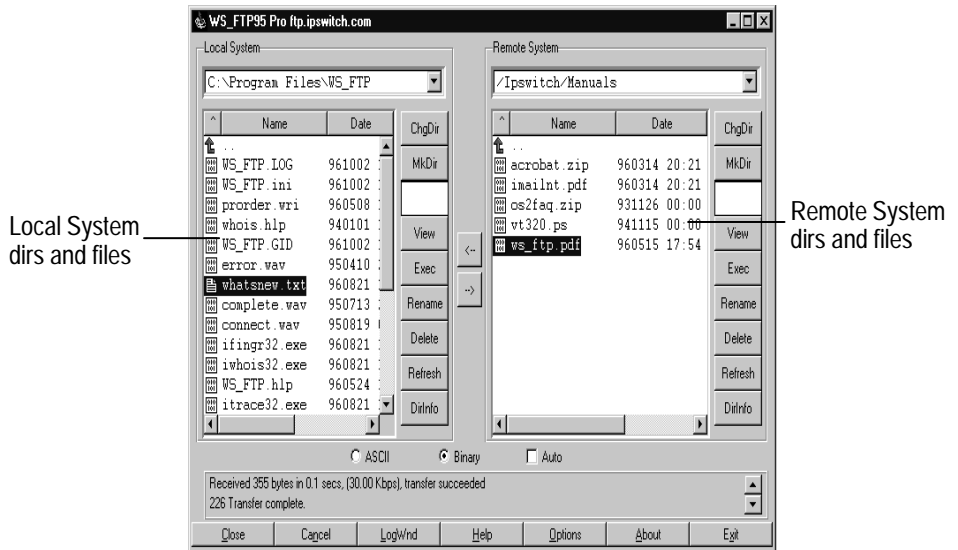 WS_FTP95 Pro ftp.ipswitch.com
Local System
C:\Program Files\WS_FTP
^ Name Date
..
WS_FTP.LOG 961002
WS_FTP.ini 961002
prorder.wri 960508
whois.hlp 940101
WS_FTP.GID 961002
error.wav 950410
whatsnew.txt 960821
complete.wav 950713
connect.wav 950819
ifingr32.exe 960821
iwhois32.exe 960821
WS_FTP.hlp 960524
itrace32.exe 960821
ChgDir
MkDir
View
Exec
Rename
Delete
Refresh
DirInfo
<--
-->
Remote System
/Ipswitch/Manuals
^ Name Date
..
acrobat.zip 960314 20:21
imailnt.pdf 960314 20:21
os2faq.zip 931126 00:00
vt320.ps 941115 00:00
ws_ftp.pdf 960515 17:54
ChgDir
MkDir
View
Exec
Rename
Delete
Refresh
DirInfo
ASCII Binary Auto
Received 355 bytes in 0.1 secs, (30.00 Kbps), transfer succeeded
226 Transfer complete.
Close Cancel LogWnd Help Options About Exit
Local System
dirs and files
Remote System
dirs and files